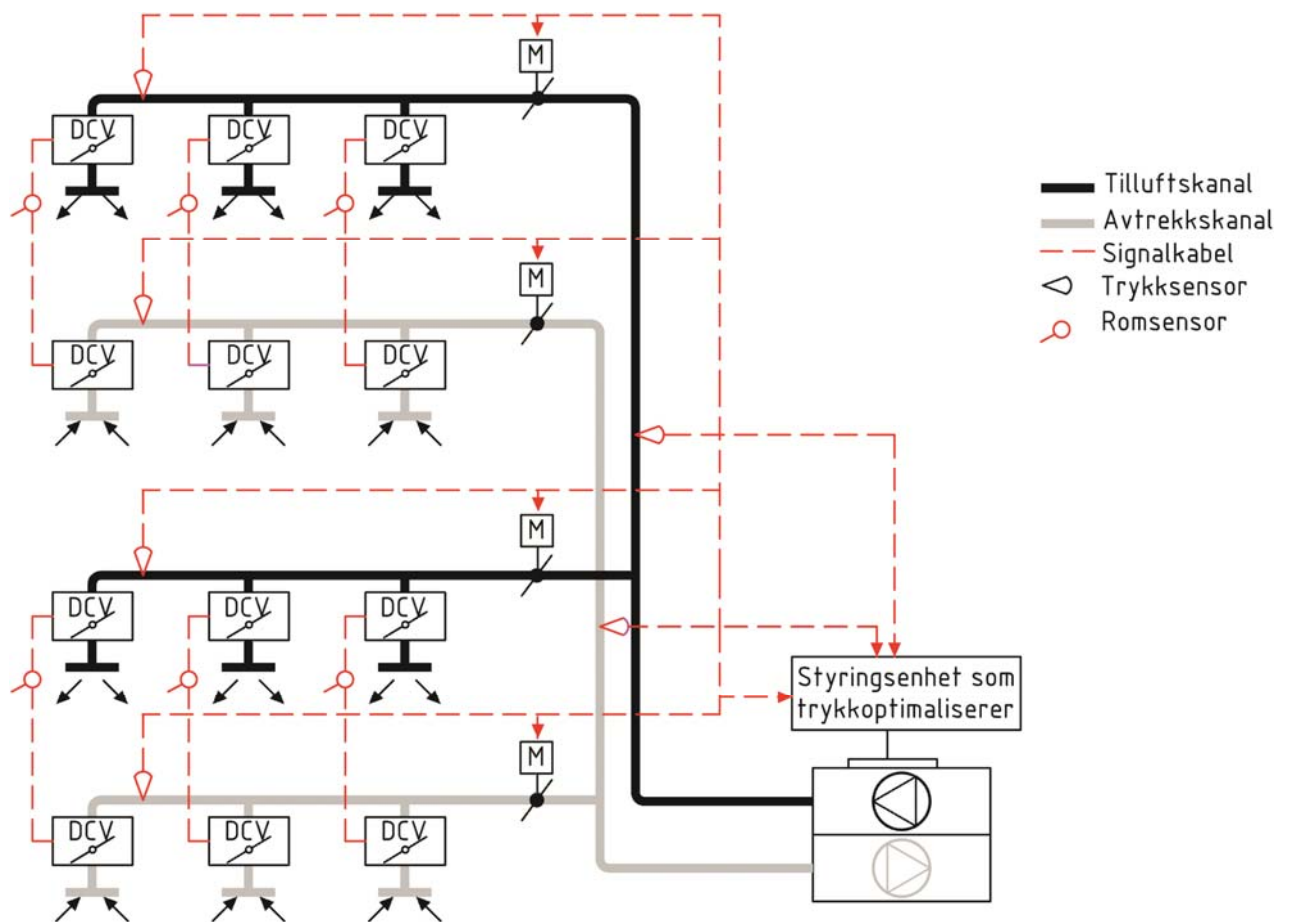 M
DCV DCV DCV
Tilluftskanal
Avtrekkskanal
Signalkabel
Trykksensor
Romsensor
M
DCV DCV DCV
M
DCV DCV DCV
Styringsenhet som
trykkoptimaliserer
M
DCV DCV DCV